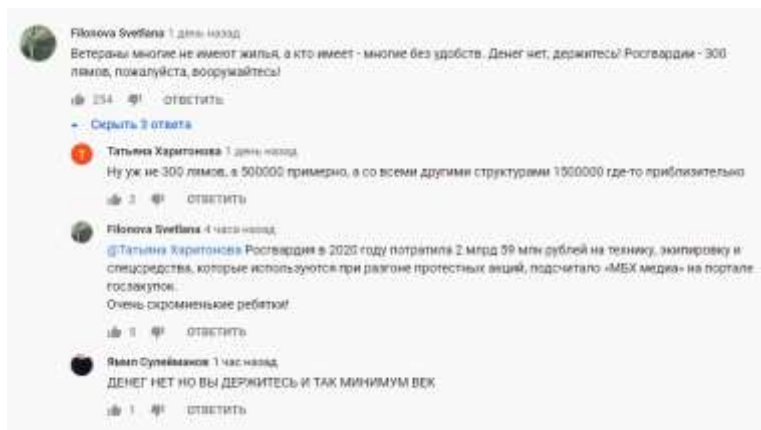 Filonova Svetlana 1 день назад
Ветераны многие не имеют жилья, а кто имеет - многие без удобств. Денег нет, держитесь! Росгвардии - 300
лямов, пожалуйста, вооружайтесь!
254 ОТВЕТИТЬ
Скрыть 3 ответа
Т
Татьяна Харитонова 1 день назад
Ну уж не 300 лямов, а 500000 примерно, а со всеми другими структурами 1500000 где-то приблизительно
2 ОТВЕТИТЬ
Filonova Svetlana 4 часа назад
@Татьяна Харитонова Росгвардия в 2020 году потратила 2 млрд 59 млн рублей на технику, экипировку и
спецсредства, которые используются при разгоне протестных акций, подсчитало «МБХ медиа» на портале
госзакупок.
Очень скромненькие ребятки!
ОТВЕТИТЬ
Сулейманов 1 час назад
ДЕНЕГ НЕТ НО ВЫ ДЕРЖИТЕСЬ И ТАК МИНИМУМ ВЕК
1 ОТВЕТИТЬ